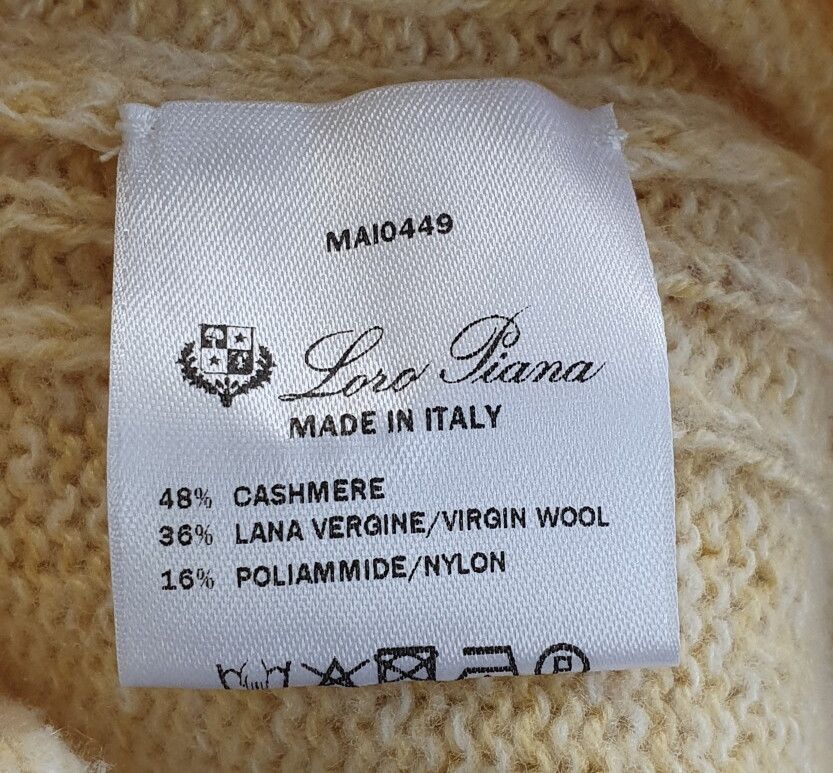 MAI0449
Loro Piana
MADE IN ITALY
48% CASHMERE
36% LANA VERGINE/VIRGIN WOOL
16% POLIAMMIDE/NYLON
P